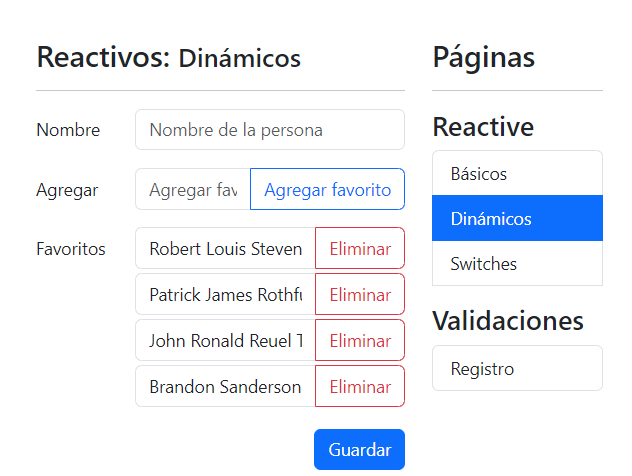 Reactivos: Dinámicos
Nombre
Nombre de la persona
Agregar
Agregar fav
Agregar favorito
Favoritos
Robert Louis Steven
Eliminar
Patrick James Rothfu
Eliminar
John Ronald Reuel T
Eliminar
Brandon Sanderson
Eliminar
Guardar
Páginas
Reactive
Básicos
Dinámicos
Switches
Validaciones
Registro